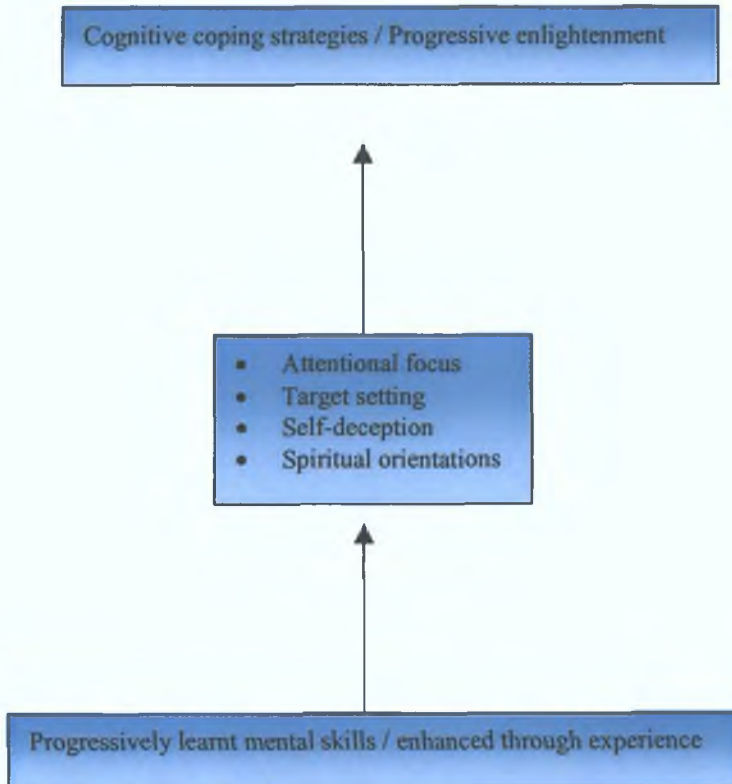 Cognitive coping strategies / Progressive enlightenment
• Attentional focus
• Target setting
• Self-deception
• Spiritual orientations
Progressively learnt mental skills / enhanced through experience